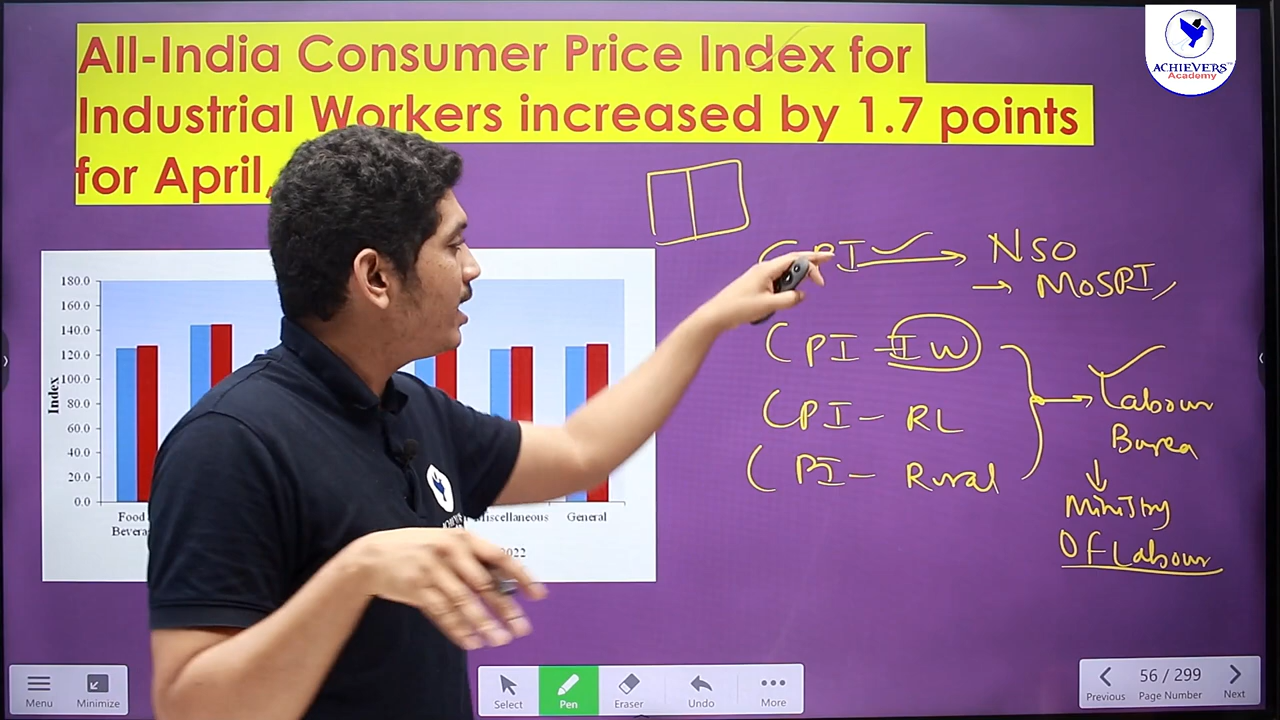 All-India Consumer Price Index for
Industrial Workers increased by 1.7 points
for April,
ACHIEVERS
Academy
CPI → NSO
→ MOSPI,
CPI - IW
CPI - RL
CPI - Rural
Labour
Burea
Ministry
Of Labour
180.0
160.0
140.0
120.0
100.0
80.0
60.0
40.0
20.0
0.0
Index
Food
Miscellaneous
General
2022
Menu
Minimize
Select
Pen
Eraser
Undo
More
Previous
56 / 299
Page Number
Next